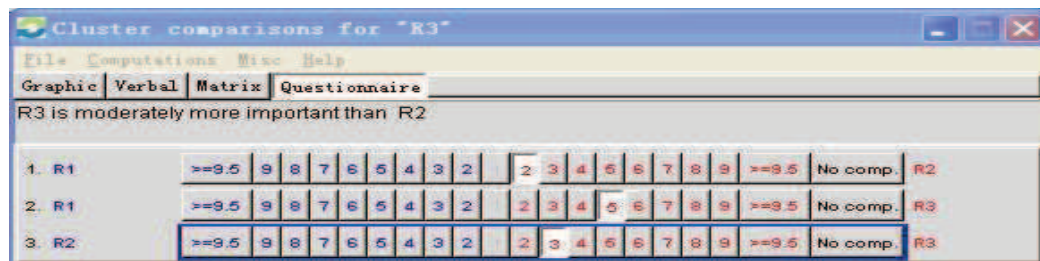 Cluster comparisons for "R3"
File Computations Misc Help
Graphic Verbal Matrix Questionnaire
R3 is moderately more important than R2
1. R1 >=9.5 9 8 7 6 5 4 3 2 2 3 4 5 6 7 8 9 >=9.5 No comp. R2
2. R1 >=9.5 9 8 7 6 5 4 3 2 2 3 4 5 6 7 8 9 >=9.5 No comp. R3
3. R2 >=9.5 9 8 7 6 5 4 3 2 2 3 4 5 6 7 8 9 >=9.5 No comp. R3